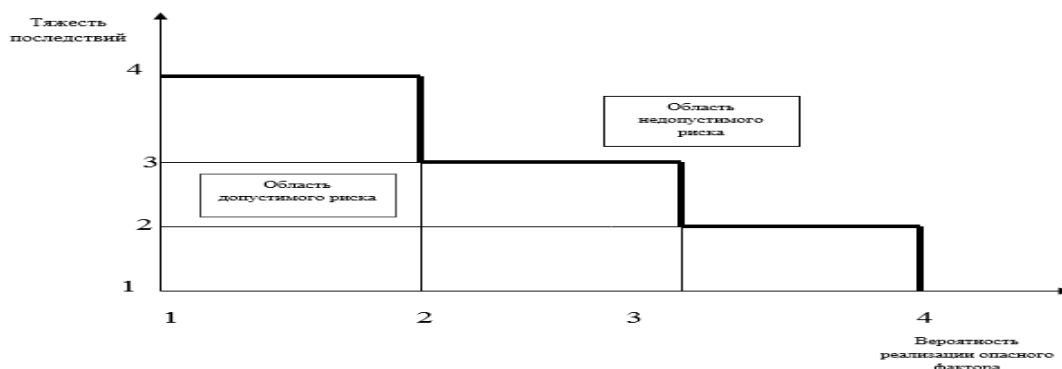 Тяжесть
последствий
4
Область
недопустимого
риска
3
Область
допустимого риска
2
1
1 2 3 4
Вероятность
реализации опасного
фактора